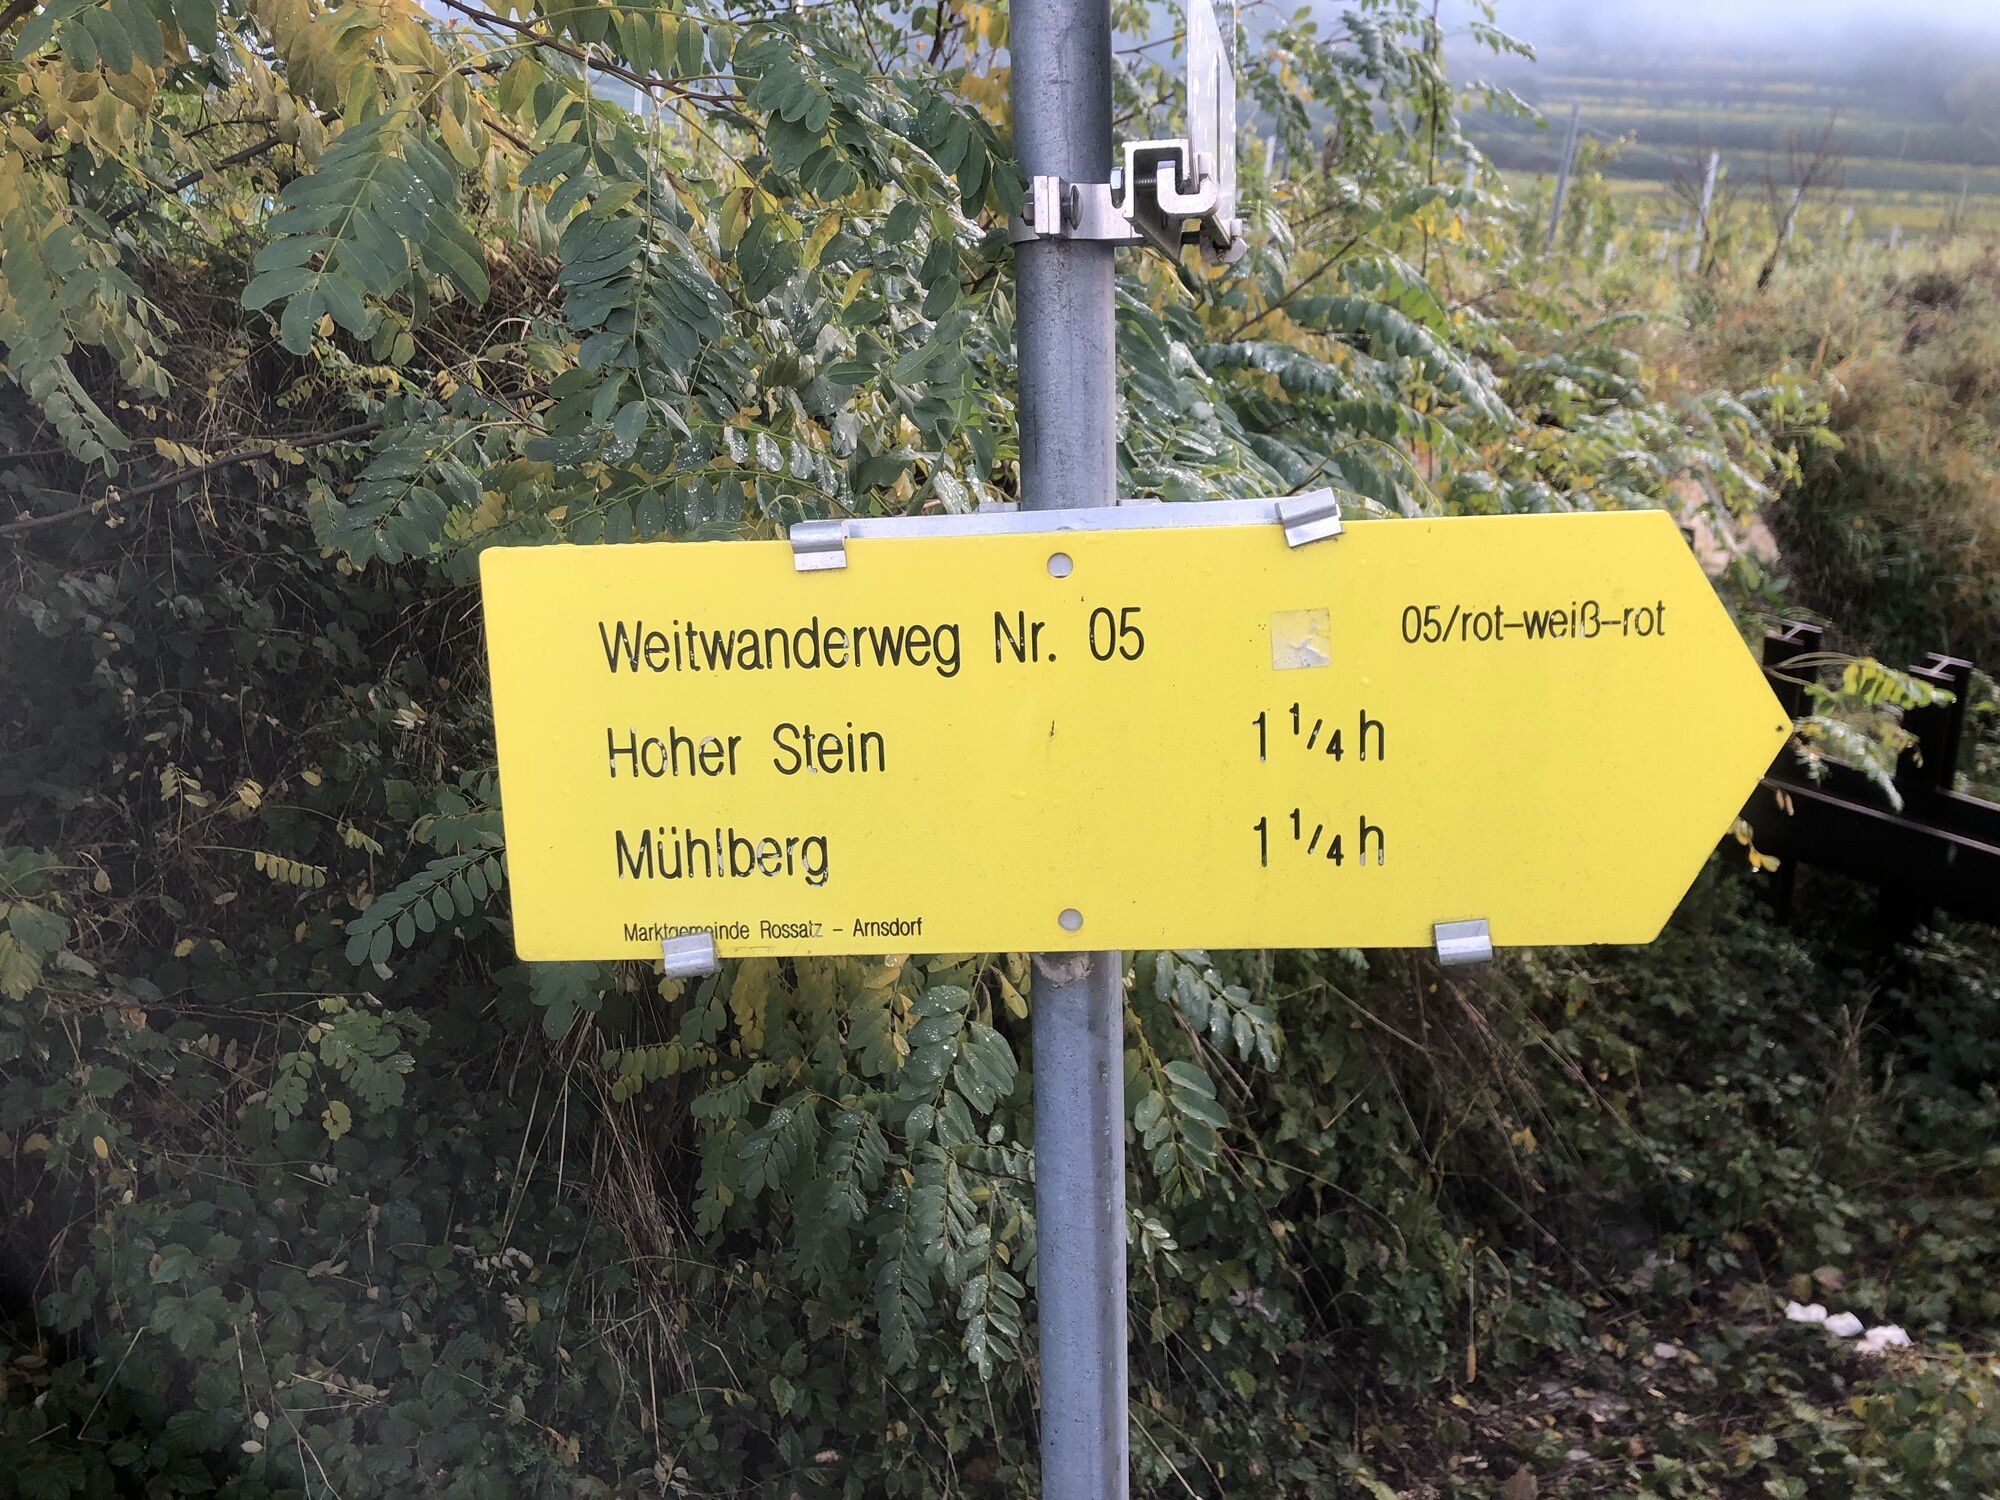 Weitwanderweg Nr. 05 05/rot-weiß-rot
Hoher Stein 1 1/4 h
Mühlberg 1 1/4 h
Marktgemeinde Rossatz - Arnsdorf